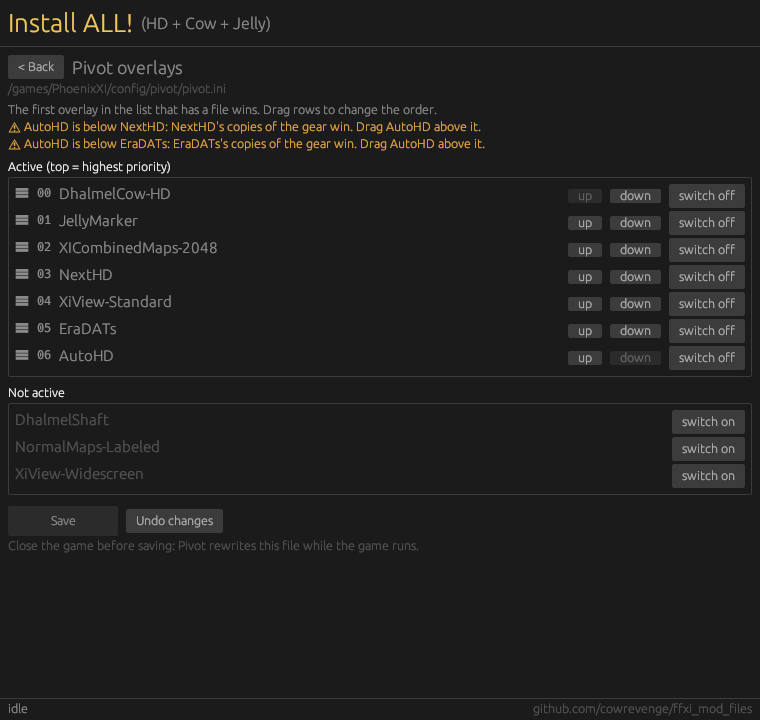 Install ALL! (HD + Cow + Jelly)
< Back Pivot overlays
/games/PhoenixXI/config/pivot/pivot.ini
The first overlay in the list that has a file wins. Drag rows to change the order.
⚠ AutoHD is below NextHD: NextHD's copies of the gear win. Drag AutoHD above it.
⚠ AutoHD is below EraDATs: EraDATs's copies of the gear win. Drag AutoHD above it.
Active (top = highest priority)
00 DhalmelCow-HD up down switch off
01 JellyMarker up down switch off
02 XICombinedMaps-2048 up down switch off
03 NextHD up down switch off
04 XiView-Standard up down switch off
05 EraDATs up down switch off
06 AutoHD up down switch off
Not active
DhalmelShaft switch on
NormalMaps-Labeled switch on
XiView-Widescreen switch on
Save Undo changes
Close the game before saving: Pivot rewrites this file while the game runs.
idle github.com/cowrevenge/ffxi_mod_files